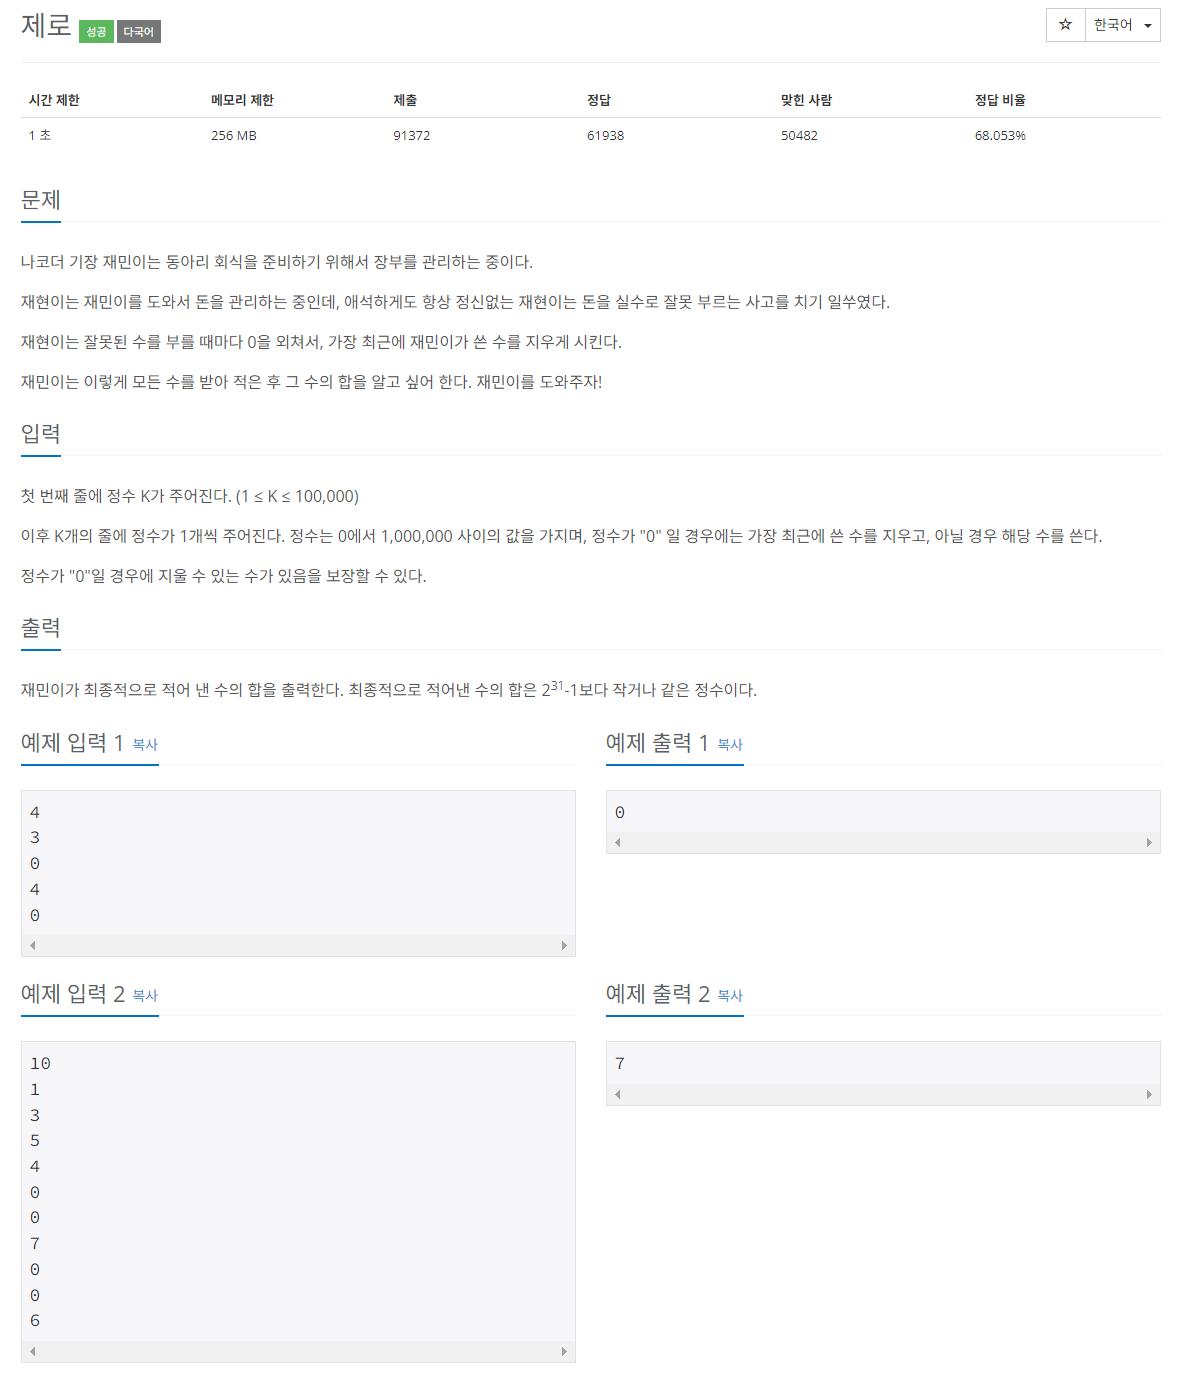 제로 성공 다국어
☆ 한국어
시간 제한 메모리 제한 제출 정답 맞힌 사람 정답 비율
1 초 256 MB 91372 61938 50482 68.053%
문제
나코더 기장 재민이는 동아리 회식을 준비하기 위해서 장부를 관리하는 중이다.
재현이는 재민이를 도와서 돈을 관리하는 중인데, 애석하게도 항상 정신없는 재현이는 돈을 실수로 잘못 부르는 사고를 치기 일쑤였다.
재현이는 잘못된 수를 부를 때마다 0을 외쳐서, 가장 최근에 재민이가 쓴 수를 지우게 시킨다.
재민이는 이렇게 모든 수를 받아 적은 후 그 수의 합을 알고 싶어 한다. 재민이를 도와주자!
입력
첫 번째 줄에 정수 K가 주어진다. (1 ≤ K ≤ 100,000)
이후 K개의 줄에 정수가 1개씩 주어진다. 정수는 0에서 1,000,000 사이의 값을 가지며, 정수가 "0" 일 경우에는 가장 최근에 쓴 수를 지우고, 아닐 경우 해당 수를 쓴다.
정수가 "0"일 경우에 지울 수 있는 수가 있음을 보장할 수 있다.
출력
재민이가 최종적으로 적어 낸 수의 합을 출력한다. 최종적으로 적어낸 수의 합은 2³¹-1보다 작거나 같은 정수이다.
예제 입력 1 복사
4
3
0
4
0
예제 출력 1 복사
0
예제 입력 2 복사
10
1
3
5
4
0
0
7
0
0
6
예제 출력 2 복사
7